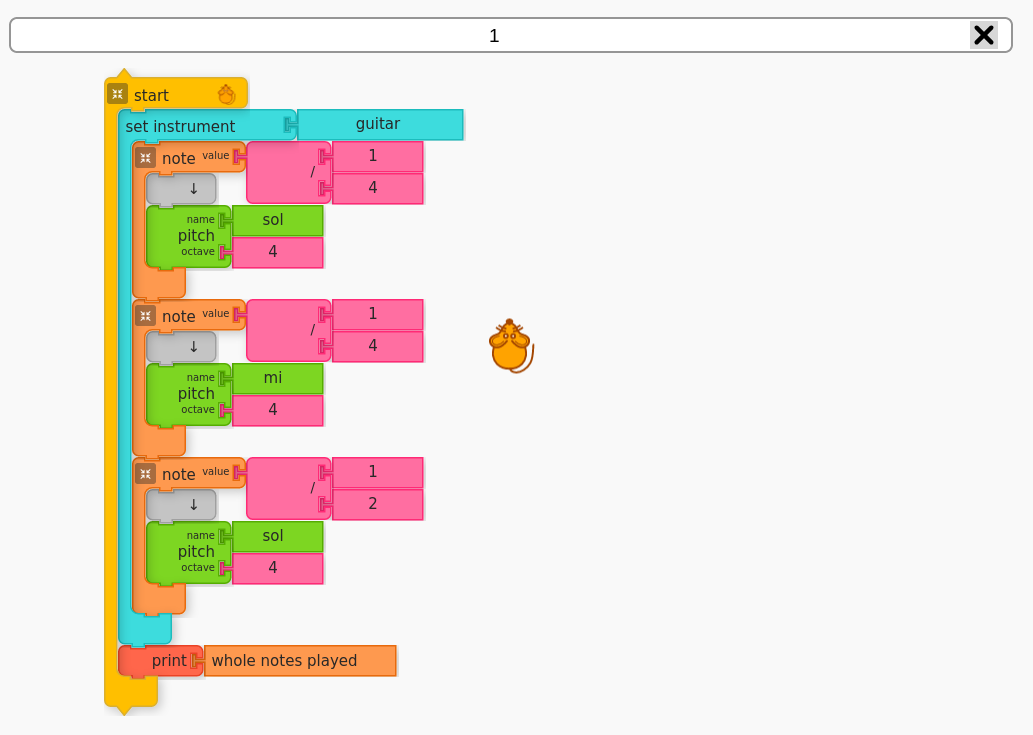 1
start
set instrument guitar
note value 1
/
4
↓
name sol
pitch
octave 4
note value 1
/
4
↓
name mi
pitch
octave 4
note value 1
/
2
↓
name sol
pitch
octave 4
print whole notes played